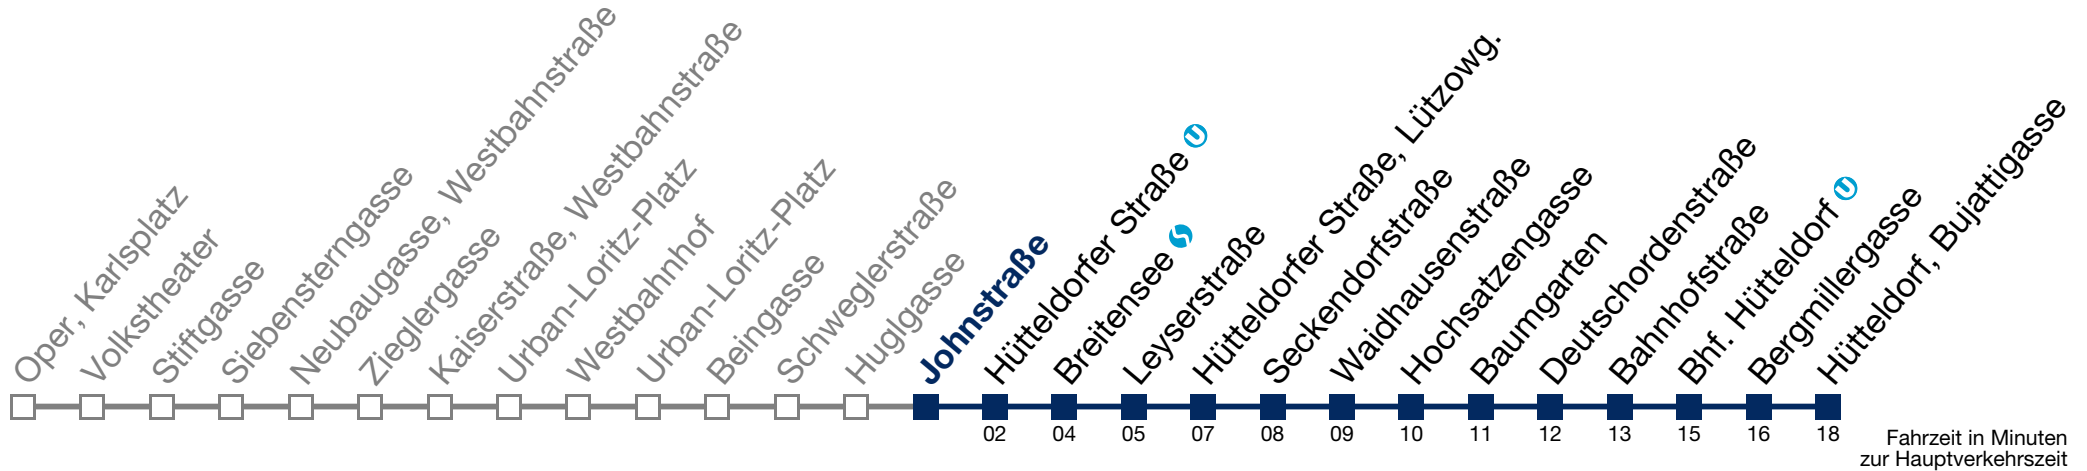 Oper, Karlsplatz
Volkstheater
Stiftgasse
Siebensterngasse
Neubaugasse, Westbahnstraße
Zieglergasse
Kaiserstraße, Westbahnstraße
Urban-Loritz-Platz
Westbahnhof
Urban-Loritz-Platz
Beingasse
Schweglerstraße
Huglgasse
Johnstraße
Hütteldorfer Straße U
Breitensee S
Leyserstraße
Hütteldorfer Straße, Lützowg.
Seckendorfstraße
Waidhausenstraße
Hochsatzengasse
Baumgarten
Deutschordenstraße
Bahnhofstraße
Bhf. Hütteldorf U
Bergmillergasse
Hütteldorf, Bujattigasse
02 04 05 07 08 09 10 11 12 13 15 16 18
Fahrzeit in Minuten
zur Hauptverkehrszeit